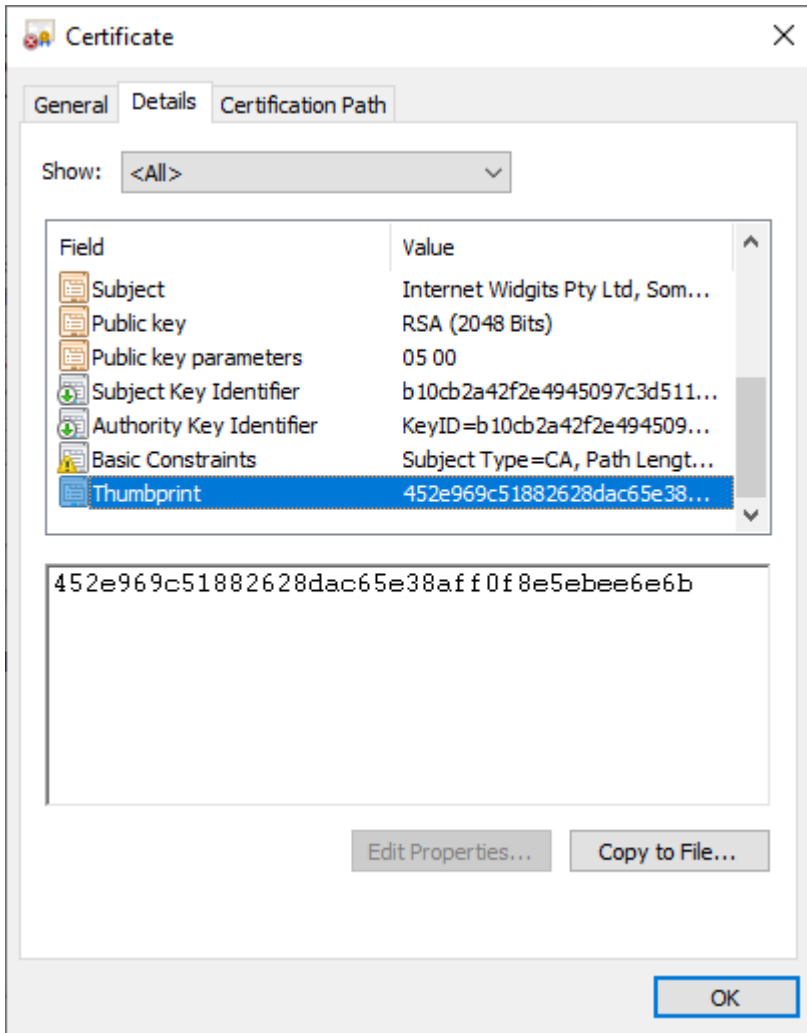 Certificate
General Details Certification Path
Show: <All>
Field Value
Subject Internet Widgits Pty Ltd, Som...
Public key RSA (2048 Bits)
Public key parameters 05 00
Subject Key Identifier b10cb2a42f2e4945097c3d511...
Authority Key Identifier KeyID=b10cb2a42f2e494509...
Basic Constraints Subject Type=CA, Path Lengt...
Thumbprint 452e969c51882628dac65e38...
452e969c51882628dac65e38aff0f8e5ebee6e6b
Edit Properties... Copy to File...
OK